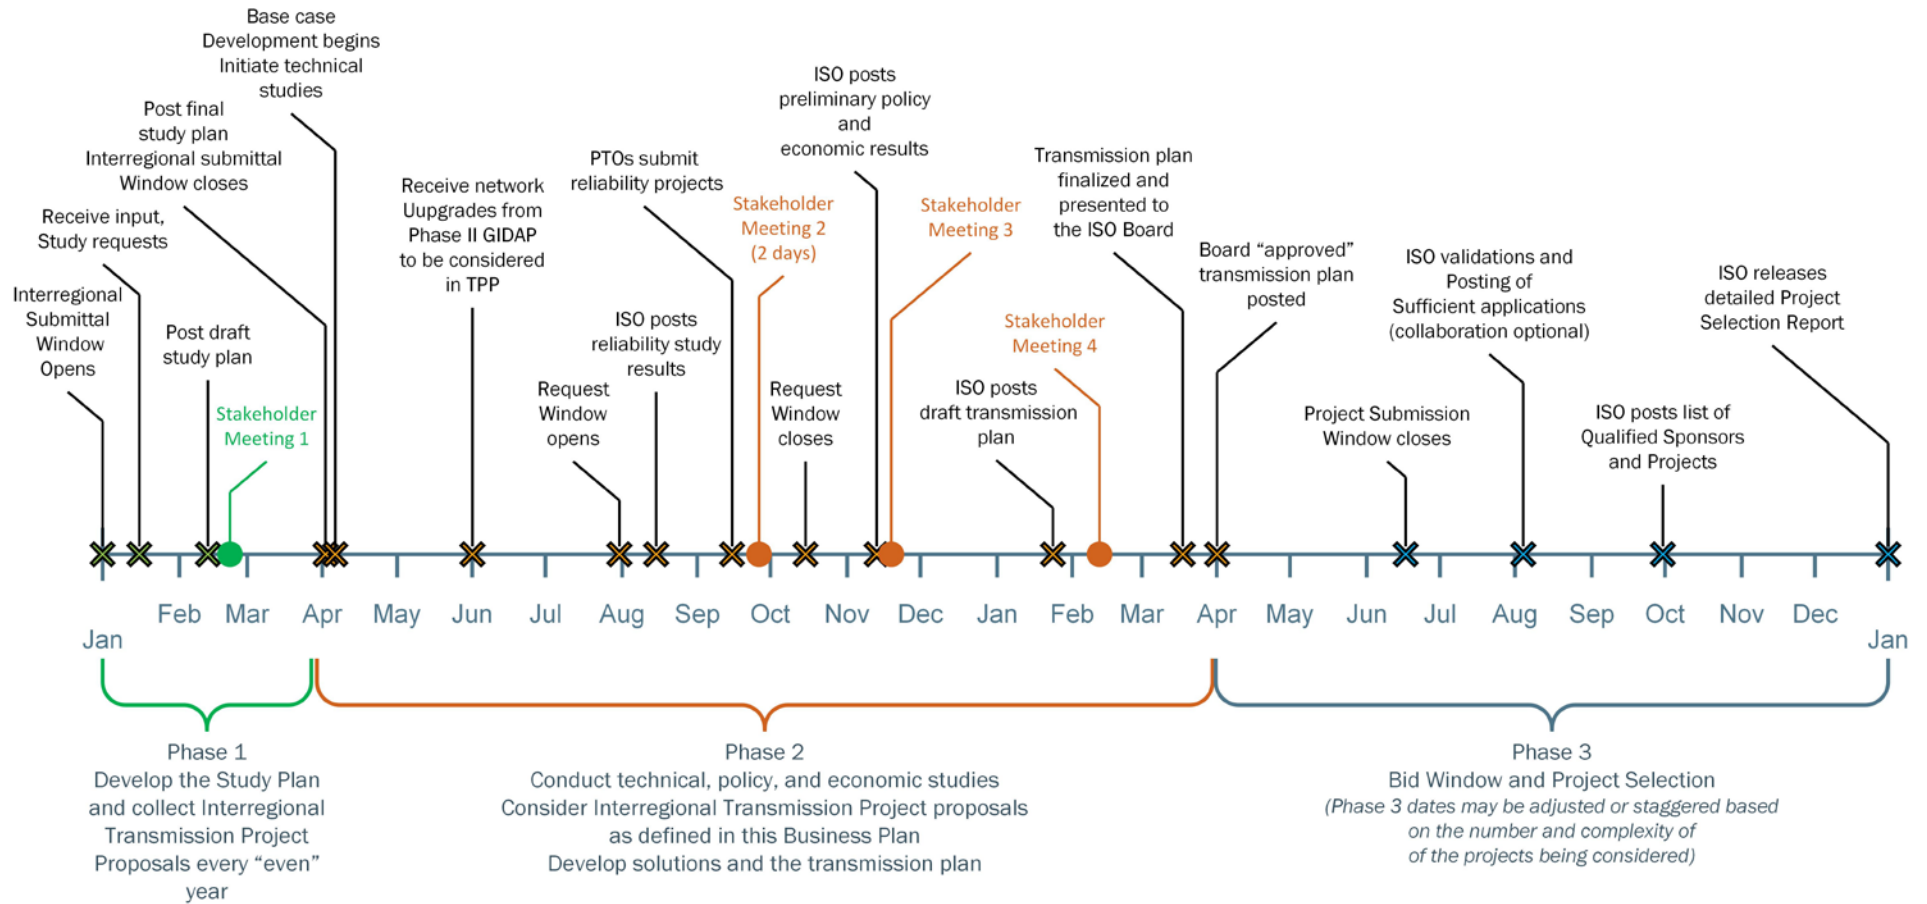 Base case
Development begins
Initiate technical
studies
Post final
study plan
Interregional submittal
Window closes
Receive input,
Study requests
Interregional
Submittal
Window
Opens
Post draft
study plan
Stakeholder
Meeting 1
Receive network
Uupgrades from
Phase II GIDAP
to be considered
in TPP
Request
Window
opens
ISO posts
reliability study
results
PTOs submit
reliability projects
Stakeholder
Meeting 2
(2 days)
Request
Window
closes
ISO posts
preliminary policy
and
economic results
Stakeholder
Meeting 3
ISO posts
draft transmission
plan
Stakeholder
Meeting 4
Transmission plan
finalized and
presented to
the ISO Board
Board “approved”
transmission plan
posted
Project Submission
Window closes
ISO validations and
Posting of
Sufficient applications
(collaboration optional)
ISO posts list of
Qualified Sponsors
and Projects
ISO releases
detailed Project
Selection Report
Jan
Feb
Mar
Apr
May
Jun
Jul
Aug
Sep
Oct
Nov
Dec
Jan
Feb
Mar
Apr
May
Jun
Jul
Aug
Sep
Oct
Nov
Dec
Jan
Phase 1
Develop the Study Plan
and collect Interregional
Transmission Project
Proposals every “even”
year
Phase 2
Conduct technical, policy, and economic studies
Consider Interregional Transmission Project proposals
as defined in this Business Plan
Develop solutions and the transmission plan
Phase 3
Bid Window and Project Selection
(Phase 3 dates may be adjusted or staggered based
on the number and complexity of
of the projects being considered)